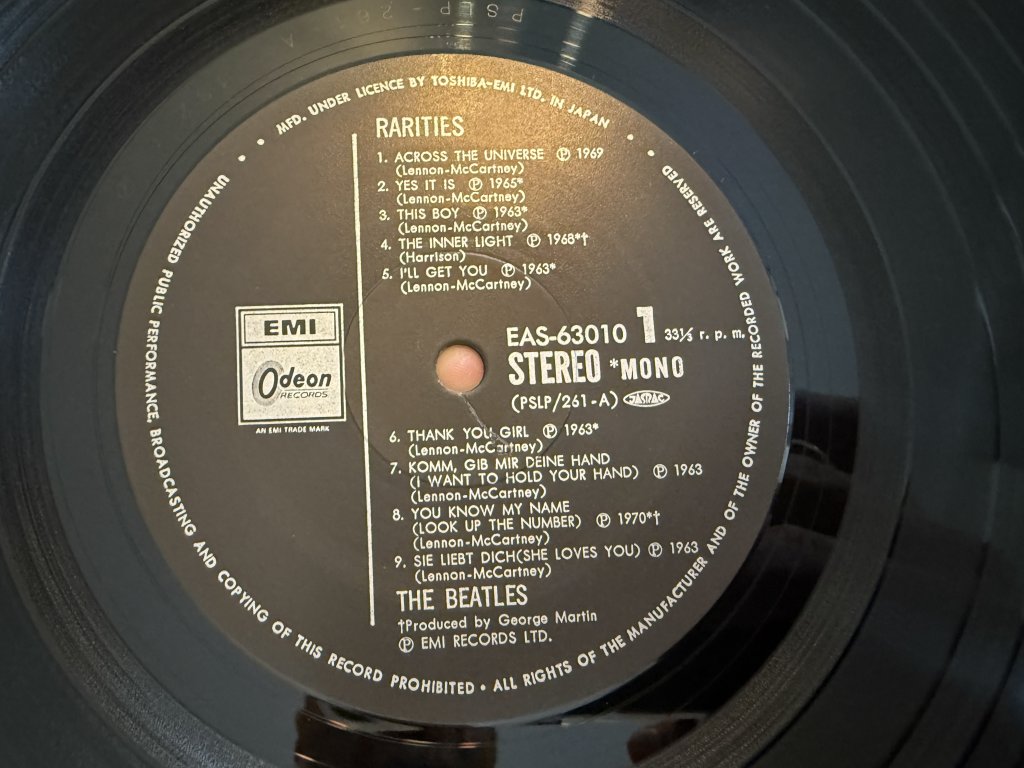 PSLP-261
A
MFD. UNDER LICENCE BY TOSHIBA-EMI LTD. IN JAPAN
RARITIES
1. ACROSS THE UNIVERSE Ⓟ 1969
(Lennon-McCartney)
2. YES IT IS Ⓟ 1965*
(Lennon-McCartney)
3. THIS BOY Ⓟ 1963*
(Lennon-McCartney)
4. THE INNER LIGHT Ⓟ 1968*†
(Harrison)
5. I'LL GET YOU Ⓟ 1963*
(Lennon-McCartney)
EMI
Odeon
RECORDS
AN EMI TRADE MARK
EAS-63010 1 33⅓ r. p. m.
STEREO *MONO
(PSLP/261-A) JASRAC
6. THANK YOU GIRL Ⓟ 1963*
(Lennon-McCartney)
7. KOMM, GIB MIR DEINE HAND
(I WANT TO HOLD YOUR HAND) Ⓟ 1963
(Lennon-McCartney)
8. YOU KNOW MY NAME
(LOOK UP THE NUMBER) Ⓟ 1970*†
(Lennon-McCartney)
9. SIE LIEBT DICH(SHE LOVES YOU) Ⓟ 1963
(Lennon-McCartney)
THE BEATLES
†Produced by George Martin
Ⓟ EMI RECORDS LTD.
UNAUTHORIZED PUBLIC PERFORMANCE, BROADCASTING AND COPYING OF THIS RECORD PROHIBITED • ALL RIGHTS OF THE MANUFACTURER AND OF THE OWNER OF THE RECORDED WORK ARE RESERVED